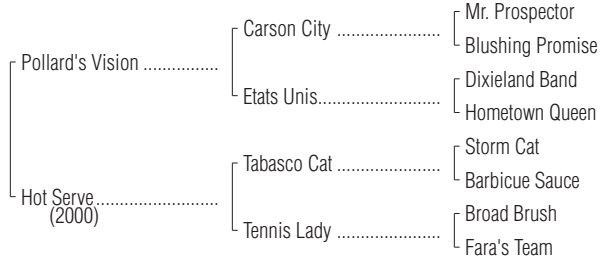 Mr. Prospector
Carson City ..................
Blushing Promise
Pollard's Vision ...............
Dixieland Band
Etats Unis.....................
Hometown Queen
Storm Cat
Tabasco Cat ..................
Barbicue Sauce
Hot Serve........................
(2000)
Broad Brush
Tennis Lady ..................
Fara's Team